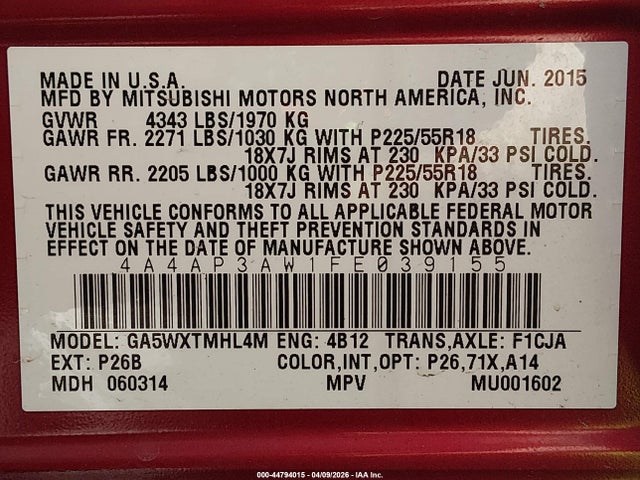 MADE IN U.S.A. DATE JUN. 2015
MFD BY MITSUBISHI MOTORS NORTH AMERICA, INC.
GVWR 4343 LBS/1970 KG
GAWR FR. 2271 LBS/1030 KG WITH P225/55R18 TIRES.
18X7J RIMS AT 230 KPA/33 PSI COLD.
GAWR RR. 2205 LBS/1000 KG WITH P225/55R18 TIRES.
18X7J RIMS AT 230 KPA/33 PSI COLD.
THIS VEHICLE CONFORMS TO ALL APPLICABLE FEDERAL MOTOR
VEHICLE SAFETY AND THEFT PREVENTION STANDARDS IN
EFFECT ON THE DATE OF MANUFACTURE SHOWN ABOVE.
4A4AP3AW1FE039155
MODEL: GA5WXTMHL4M ENG: 4B12 TRANS,AXLE: F1CJA
EXT: P26B COLOR,INT,OPT: P26,71X,A14
MDH 060314 MPV MU001602
000-44794015 - 04/09/2026 - IAA Inc.